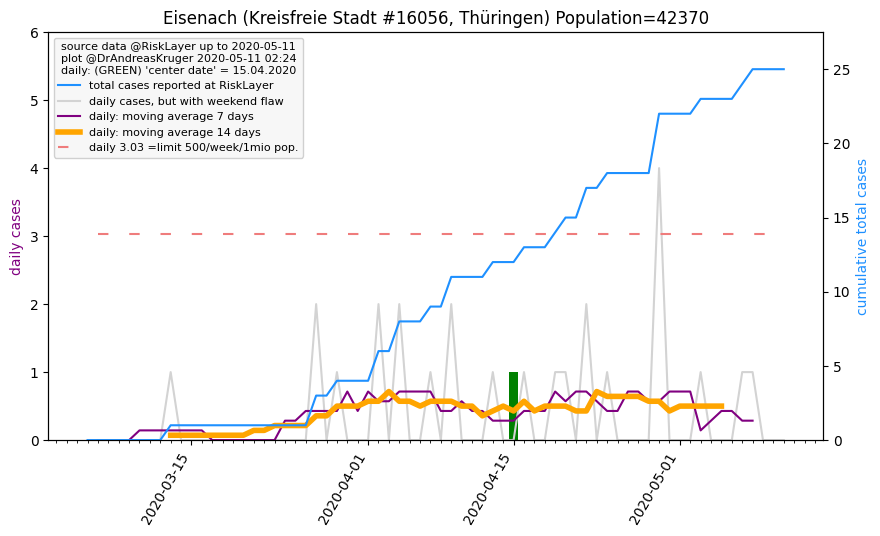 Eisenach (Kreisfreie Stadt #16056, Thüringen) Population=42370
source data @RiskLayer up to 2020-05-11
plot @DrAndreasKruger 2020-05-11 02:24
daily: (GREEN) 'center date' = 15.04.2020
total cases reported at RiskLayer
daily cases, but with weekend flaw
daily: moving average 7 days
daily: moving average 14 days
daily 3.03 =limit 500/week/1mio pop.
daily cases
6
5
4
3
2
1
0
25
20
15
10
5
0
cumulative total cases
2020-03-15
2020-04-01
2020-04-15
2020-05-01